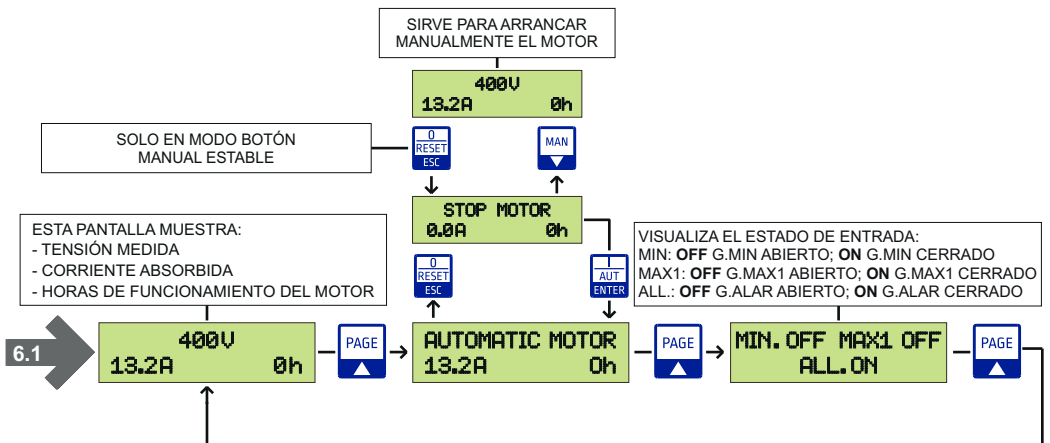 SIRVE PARA ARRANCAR
MANUALMENTE EL MOTOR
400V
13.2A 0h
SOLO EN MODO BOTÓN
MANUAL ESTABLE
0
RESET
ESC
MAN
STOP MOTOR
0.0A 0h
ESTA PANTALLA MUESTRA:
- TENSIÓN MEDIDA
- CORRIENTE ABSORBIDA
- HORAS DE FUNCIONAMIENTO DEL MOTOR
0
RESET
ESC
I
AUT
ENTER
VISUALIZA EL ESTADO DE ENTRADA:
MIN: OFF G.MIN ABIERTO; ON G.MIN CERRADO
MAX1: OFF G.MAX1 ABIERTO; ON G.MAX1 CERRADO
ALL.: OFF G.ALAR ABIERTO; ON G.ALAR CERRADO
6.1
400V
13.2A 0h
PAGE
AUTOMATIC MOTOR
13.2A 0h
PAGE
MIN.OFF MAX1 OFF
ALL.ON
PAGE